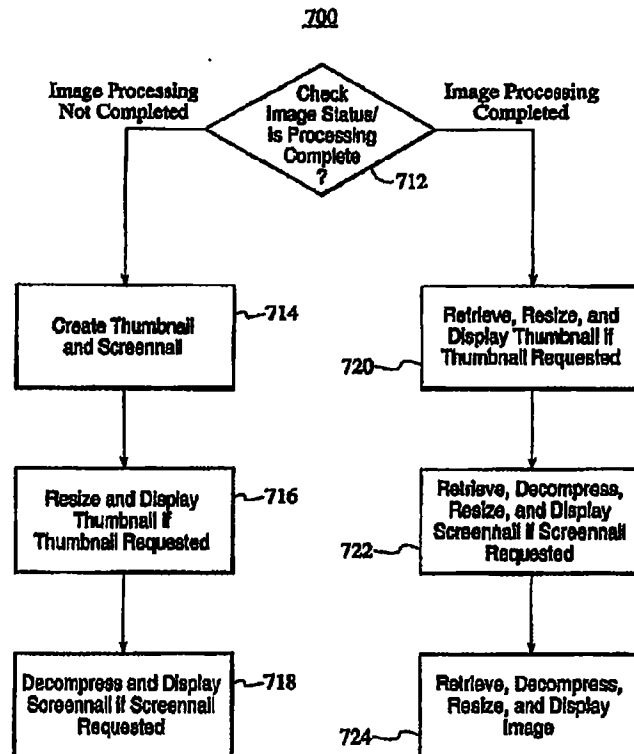 700
Image Processing
Not Completed
Check
Image Status/
Is Processing
Complete
?
Image Processing
Completed
712
Create Thumbnail
and Screennail
714
Retrieve, Resize, and
Display Thumbnail if
Thumbnail Requested
720
Resize and Display
Thumbnail if
Thumbnail Requested
716
Retrieve, Decompress,
Resize, and Display
Screennail if Screennail
Requested
722
Decompress and Display
Screennail if Screennail
Requested
718
Retrieve, Decompress,
Resize, and Display
Image
724